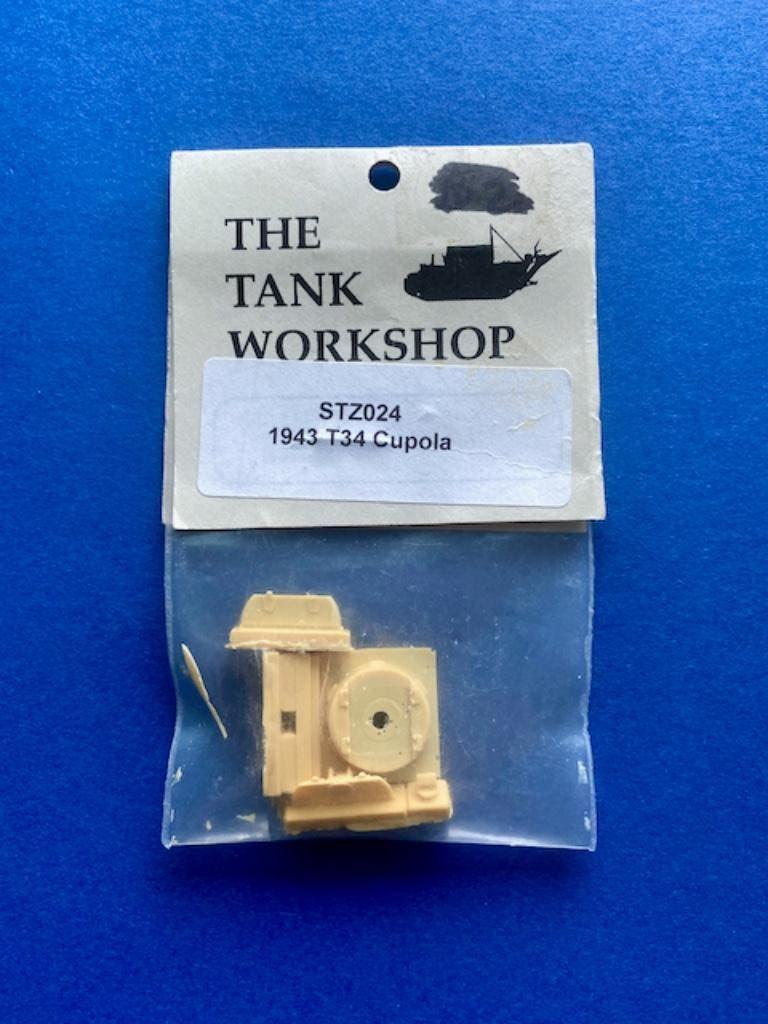 THE
TANK
WORKSHOP
STZ024
1943 T34 Cupola